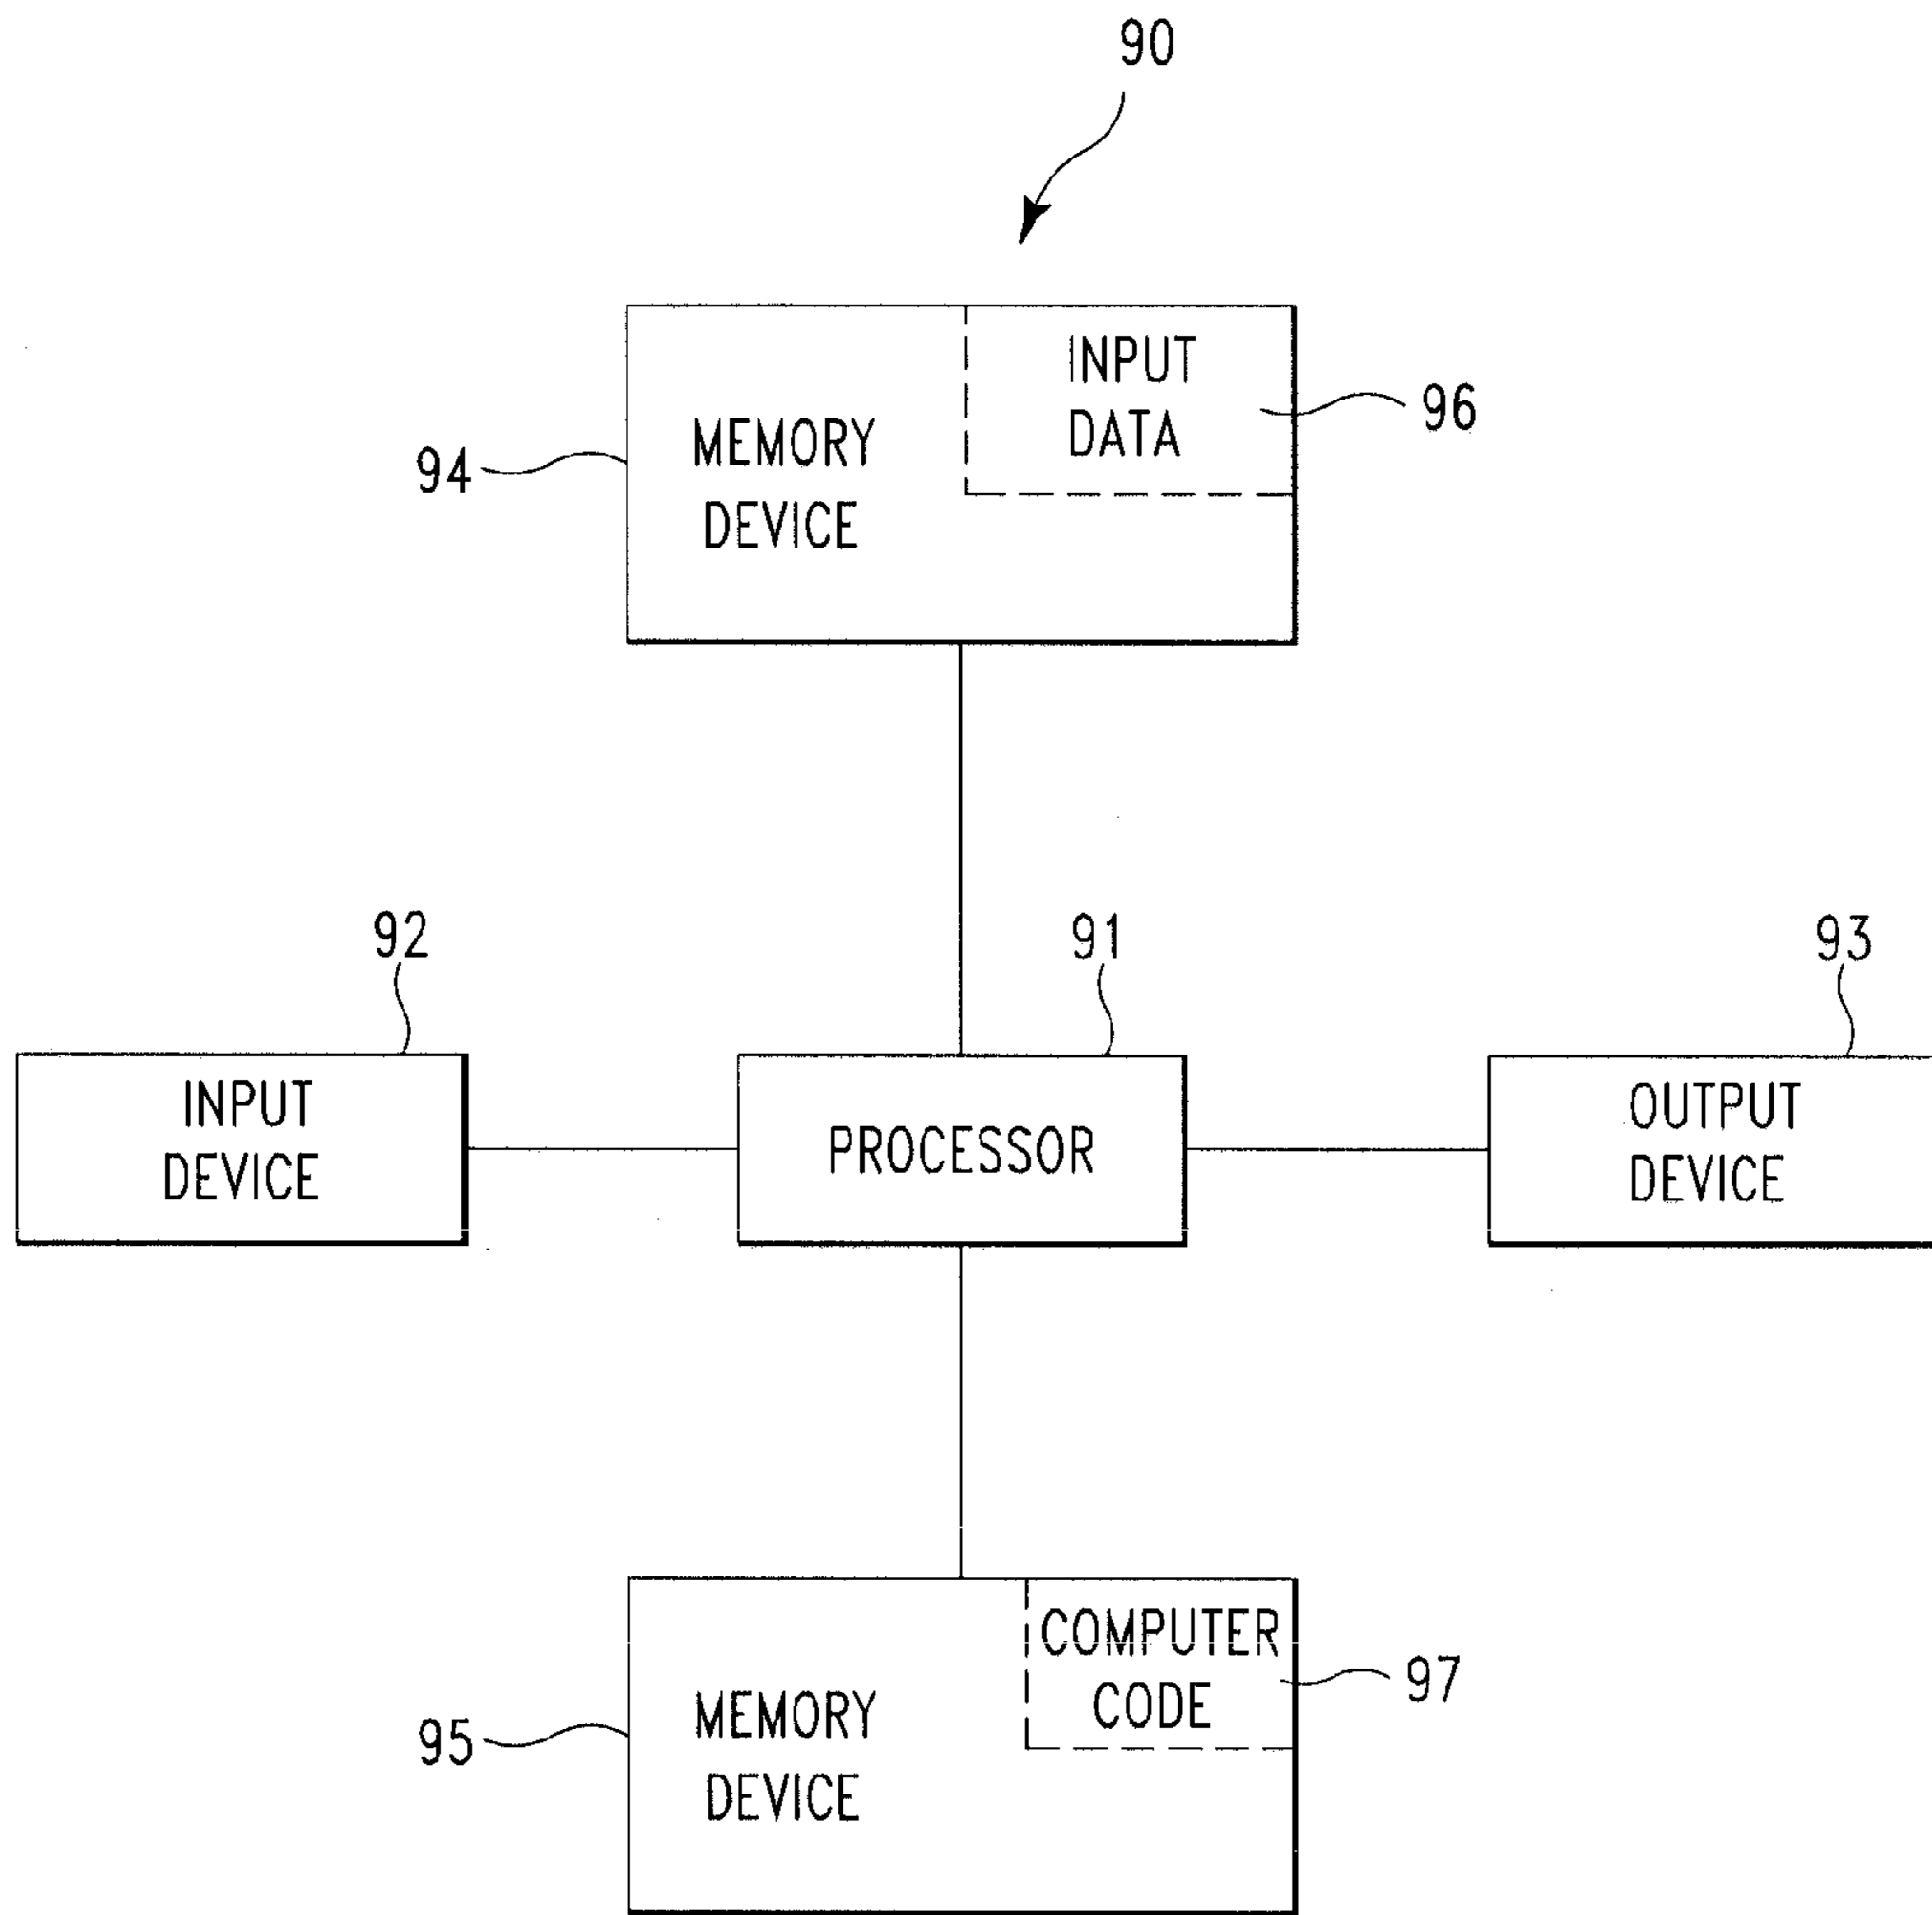 90
INPUT
DATA
96
94
MEMORY
DEVICE
92
91
93
INPUT
DEVICE
PROCESSOR
OUTPUT
DEVICE
COMPUTER
CODE
97
95
MEMORY
DEVICE